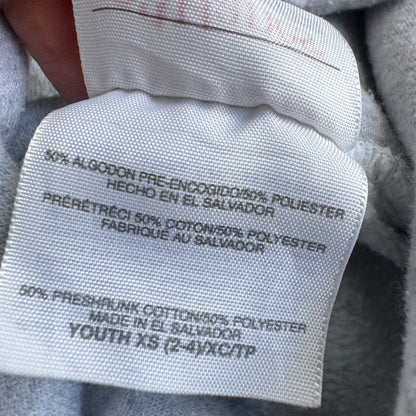 50% ALGODON PRE-ENCOGIDO/50% POLIESTER
HECHO EN EL SALVADOR
PRÉRÉTRÉCI 50% COTON/50% POLYESTER
FABRIQUÉ AU SALVADOR
50% PRESHRUNK COTTON/50% POLYESTER
MADE IN EL SALVADOR
YOUTH XS (2-4)/XC/TP